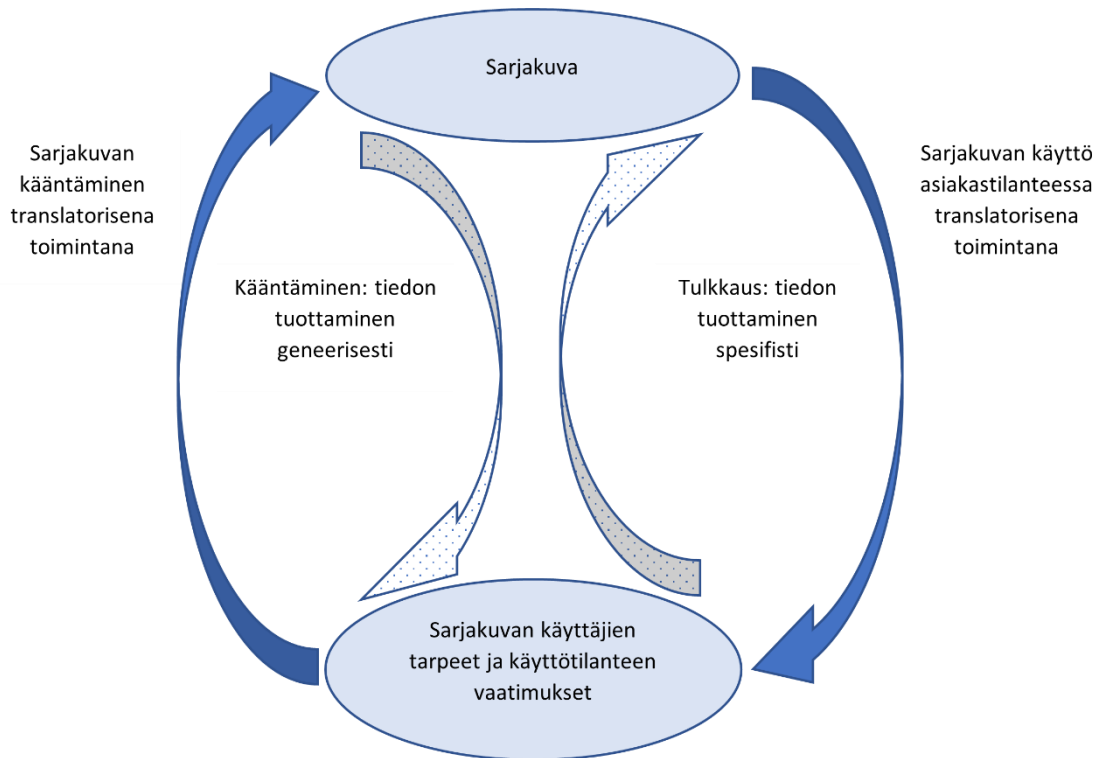 Sarjakuva
Sarjakuvan
kääntäminen
translatorisena
toimintana
Sarjakuvan käyttö
asiakastilanteessa
translatorisena
toimintana
Kääntäminen: tiedon
tuottaminen
geneerisesti
Tulkkaus: tiedon
tuottaminen
spesifisti
Sarjakuvan käyttäjien
tarpeet ja käyttötilanteen
vaatimukset